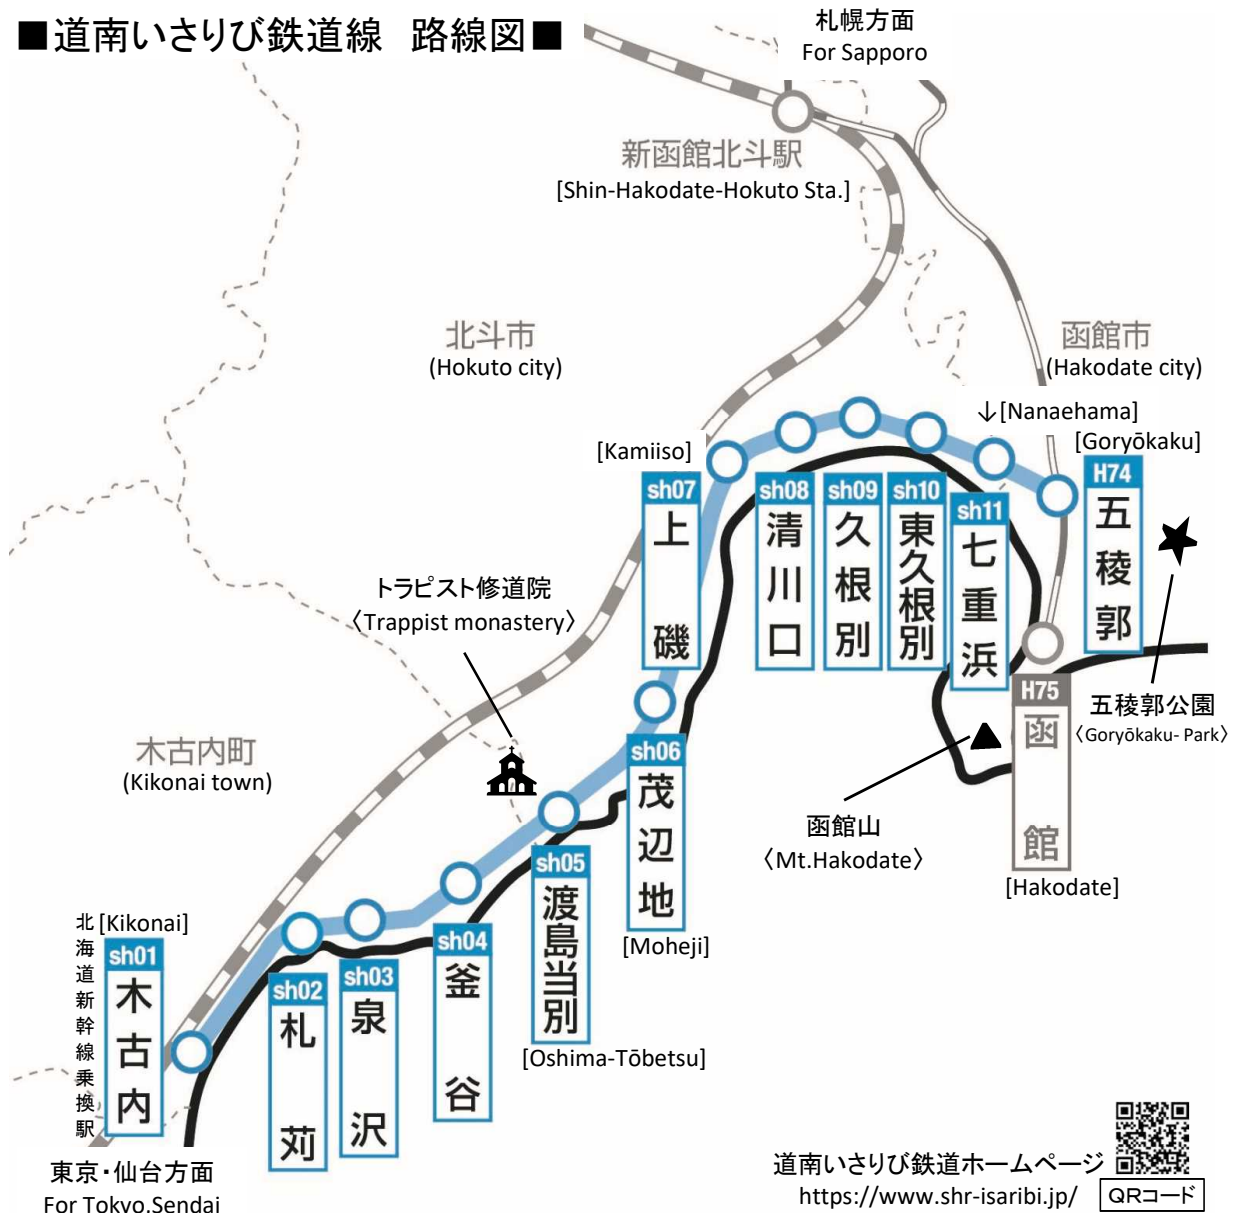 ■道南いさりび鉄道線　路線図■
札幌方面
For Sapporo
新函館北斗駅
[Shin-Hakodate-Hokuto Sta.]
北斗市
(Hokuto city)
函館市
(Hakodate city)
↓[Nanaehama]
[Goryōkaku]
[Kamiiso]
H74
五稜郭
sh07
上磯
sh08
清川口
sh09
久根別
sh10
東久根別
sh11
七重浜
トラピスト修道院
〈Trappist monastery〉
H75
函館
[Hakodate]
五稜郭公園
〈Goryōkaku- Park〉
函館山
〈Mt.Hakodate〉
木古内町
(Kikonai town)
sh06
茂辺地
[Moheji]
sh05
渡島当別
[Oshima-Tōbetsu]
sh04
釜谷
sh03
泉沢
sh02
札苅
[Kikonai]
sh01
木古内
北海道新幹線乗換駅
東京・仙台方面
For Tokyo.Sendai
道南いさりび鉄道ホームページ
https://www.shr-isaribi.jp/
QRコード